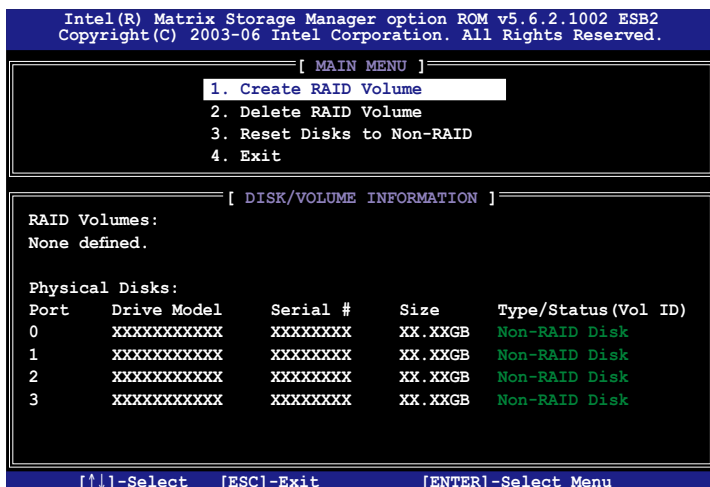 Intel(R) Matrix Storage Manager option ROM v5.6.2.1002 ESB2
Copyright(C) 2003-06 Intel Corporation. All Rights Reserved.
[ MAIN MENU ]
1. Create RAID Volume
2. Delete RAID Volume
3. Reset Disks to Non-RAID
4. Exit
[ DISK/VOLUME INFORMATION ]
RAID Volumes:
None defined.
Physical Disks:
Port Drive Model Serial # Size Type/Status(Vol ID)
0 XXXXXXXXXXX XXXXXXXX XX.XXGB Non-RAID Disk
1 XXXXXXXXXXX XXXXXXXX XX.XXGB Non-RAID Disk
2 XXXXXXXXXXX XXXXXXXX XX.XXGB Non-RAID Disk
3 XXXXXXXXXXX XXXXXXXX XX.XXGB Non-RAID Disk
[↑↓]-Select [ESC]-Exit [ENTER]-Select Menu